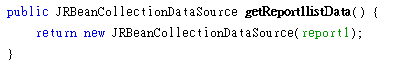 public JRBeanCollectionDataSource getReport1listData() {
return new JRBeanCollectionDataSource(report1);
}